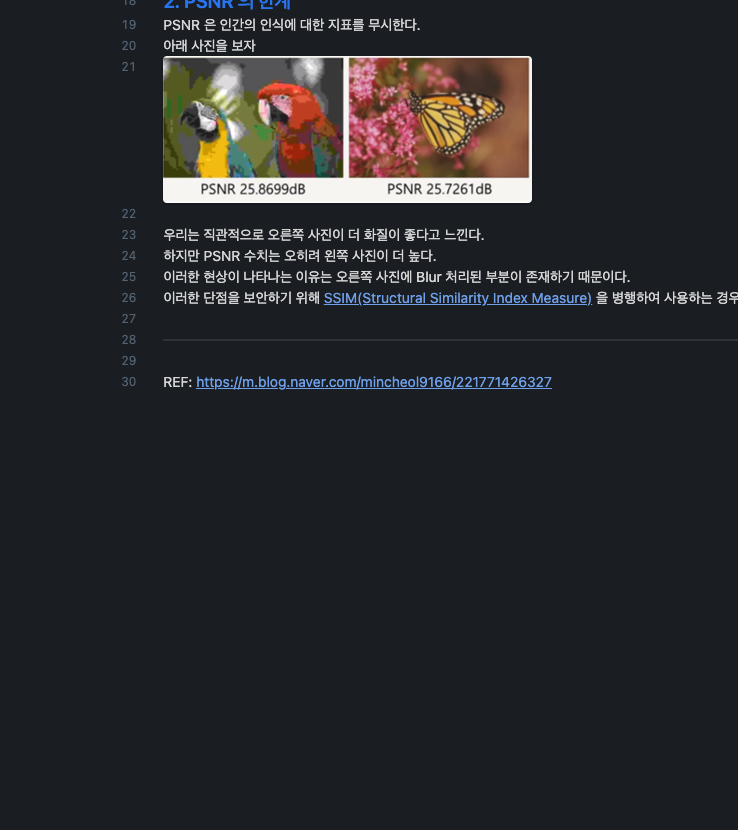 18 2. PSNR 의 한계
19 PSNR 은 인간의 인식에 대한 지표를 무시한다.
20 아래 사진을 보자
21
PSNR 25.8699dB PSNR 25.7261dB
22
23 우리는 직관적으로 오른쪽 사진이 더 화질이 좋다고 느낀다.
24 하지만 PSNR 수치는 오히려 왼쪽 사진이 더 높다.
25 이러한 현상이 나타나는 이유는 오른쪽 사진에 Blur 처리된 부분이 존재하기 때문이다.
26 이러한 단점을 보안하기 위해 SSIM(Structural Similarity Index Measure) 을 병행하여 사용하는 경우
27
28
29
30 REF: https://m.blog.naver.com/mincheol9166/221771426327